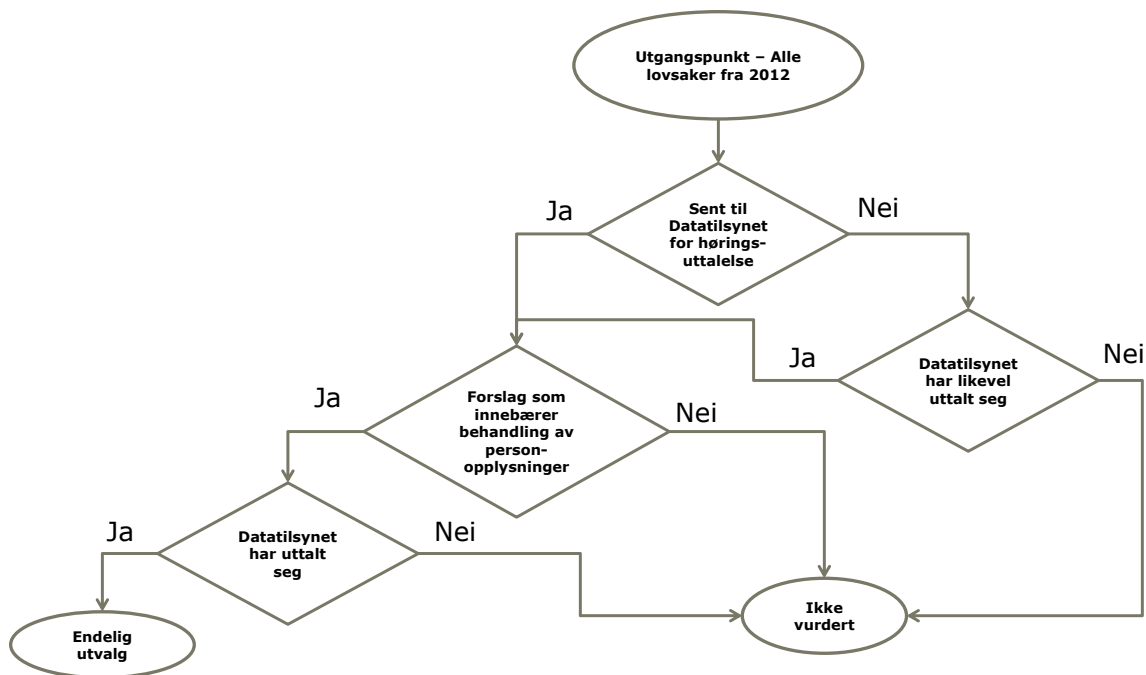 Utgangspunkt – Alle
lovsaker fra 2012
Ja
Sent til
Datatilsynet
for hørings-
uttalelse
Nei
Ja
Datatilsynet
har likevel
uttalt seg
Nei
Ja
Forslag som
innebærer
behandling av
person-
opplysninger
Nei
Ja
Datatilsynet
har uttalt
seg
Nei
Ikke
vurdert
Endelig
utvalg